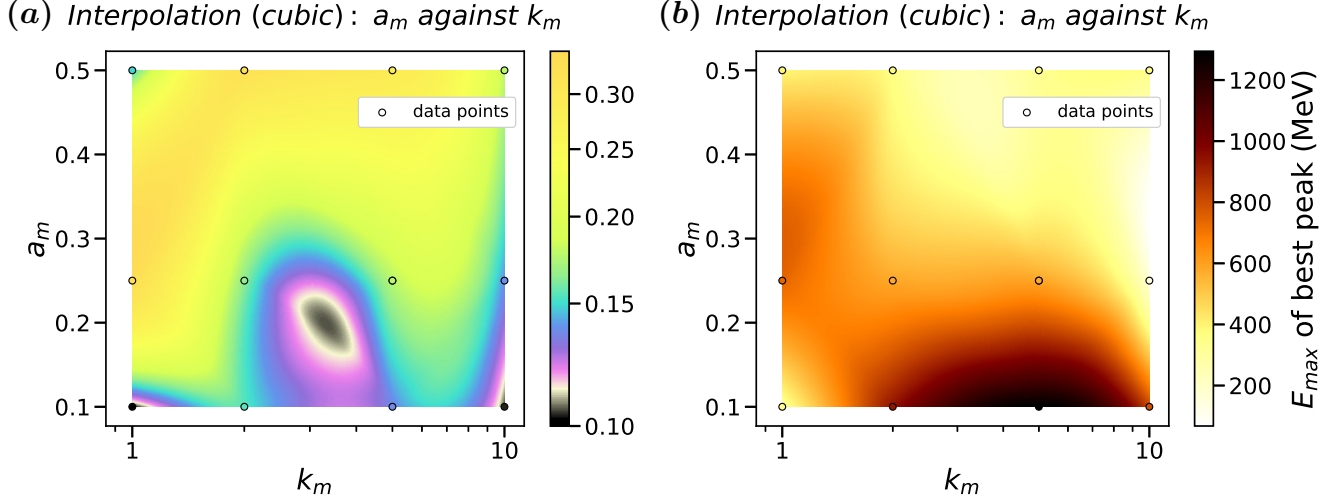 (a) Interpolation (cubic) : a_m against k_m
0.5
0.4
0.3
0.2
0.1
a_m
1
10
k_m
data points
0.30
0.25
0.20
0.15
0.10
(b) Interpolation (cubic) : a_m against k_m
0.5
0.4
0.3
0.2
0.1
a_m
1
10
k_m
data points
1200
1000
800
600
400
200
E_max of best peak (MeV)